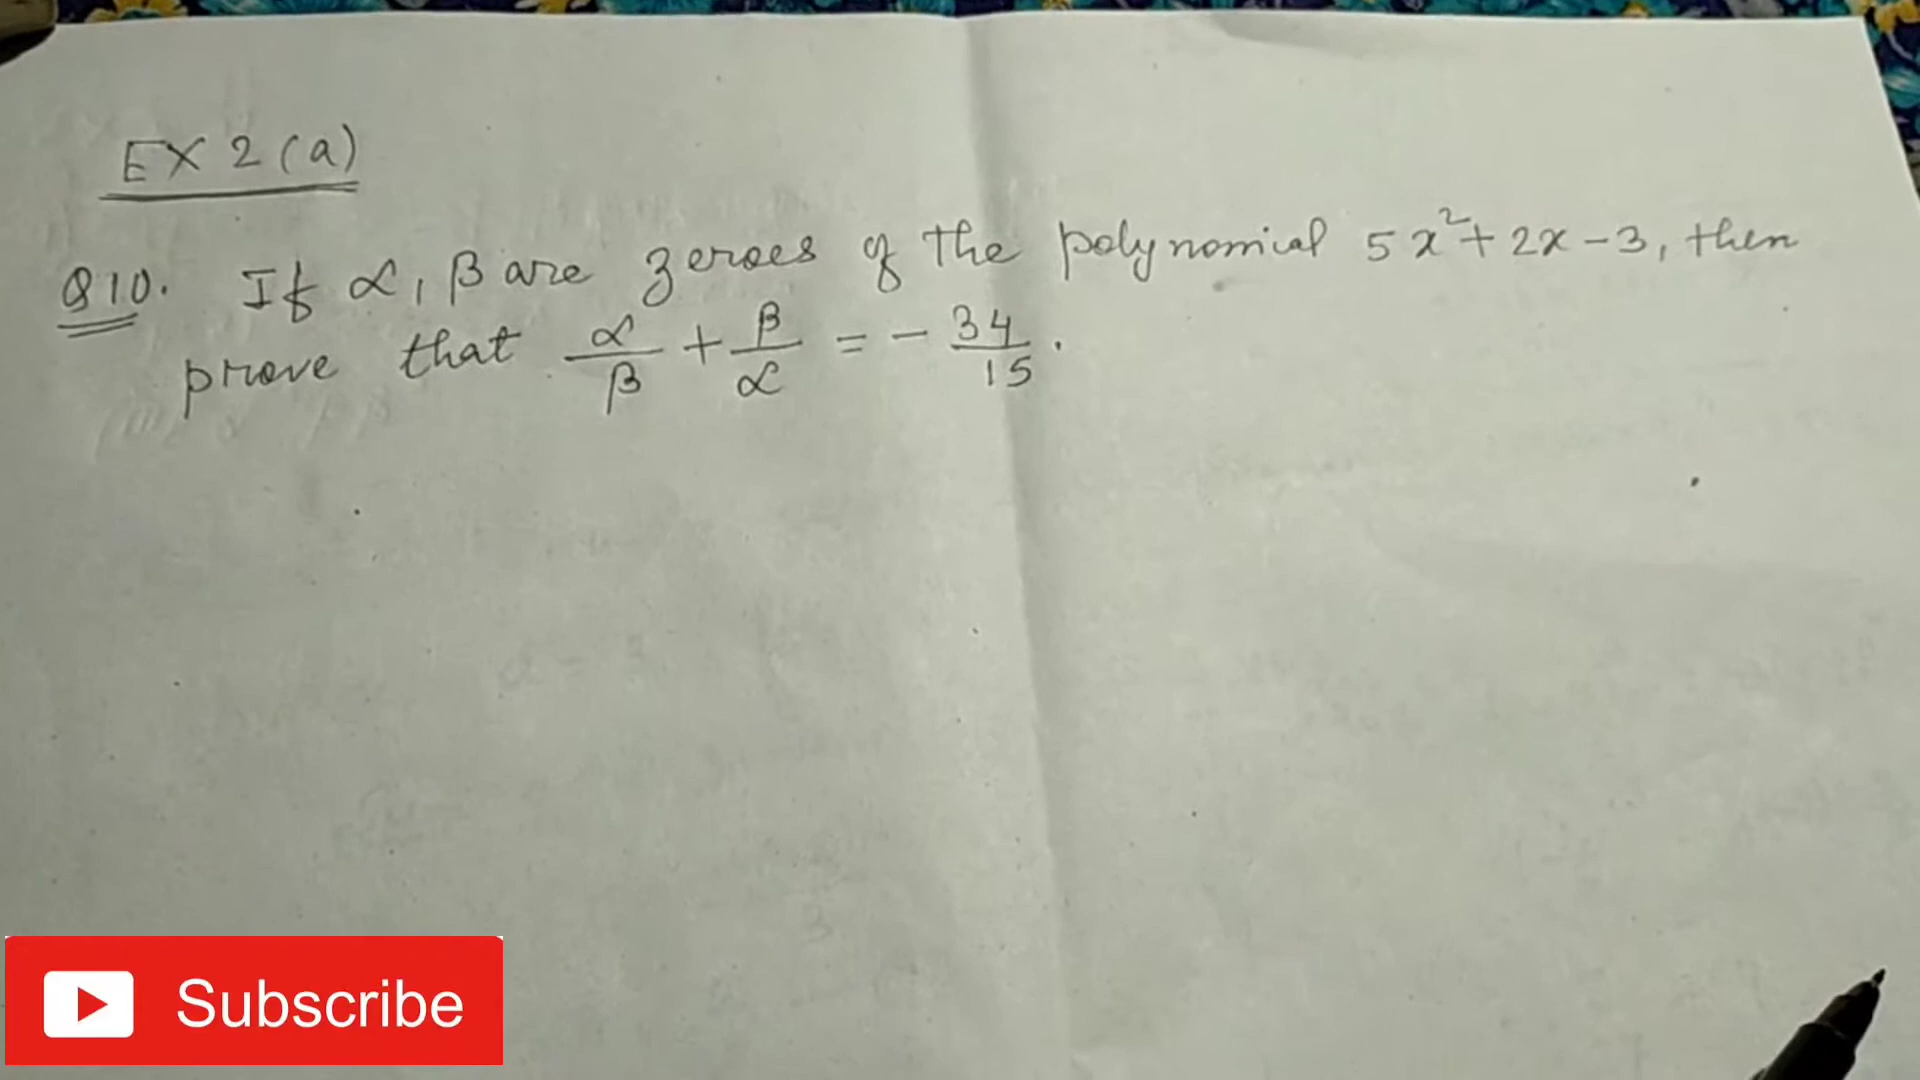 EX 2 (a)
Q10. If α, β are zeroes of the polynomial 5x²+ 2x - 3, then
prove that α/β + β/α = - 34/15.
Subscribe